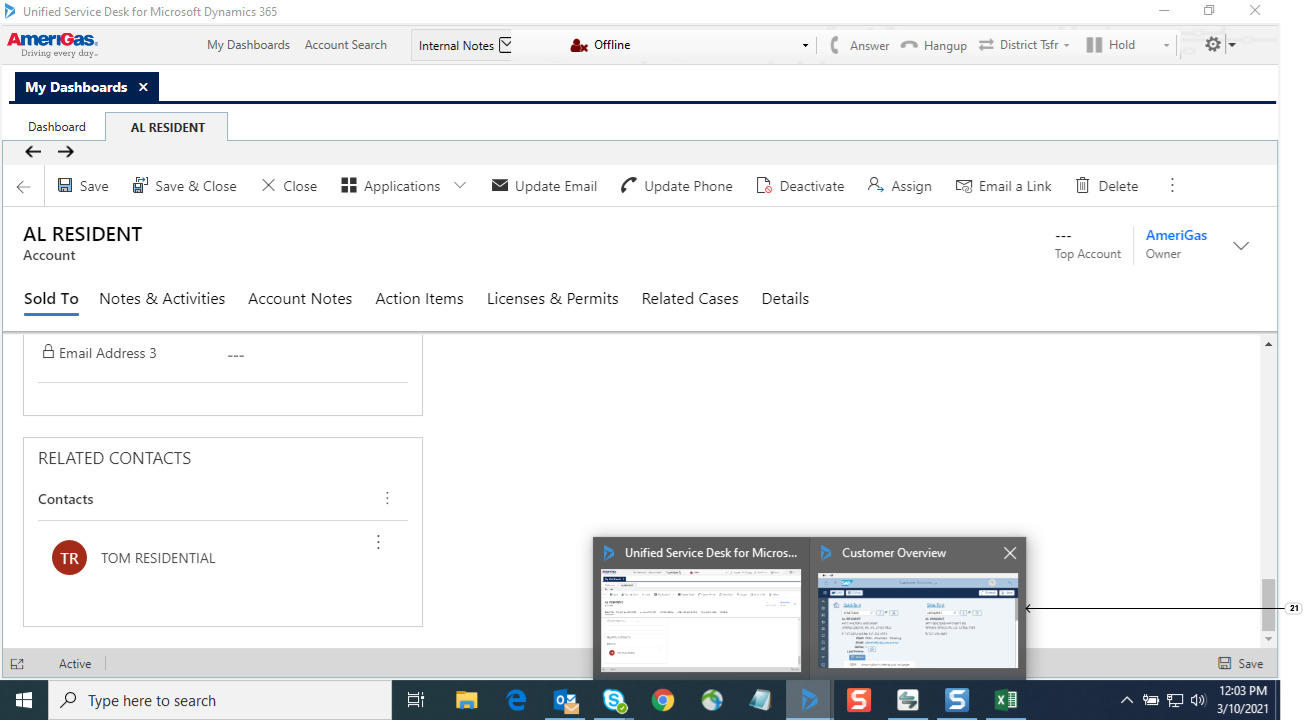 Unified Service Desk for Microsoft Dynamics 365
AmeriGas
Driving every day
My Dashboards Account Search Internal Notes Offline Answer Hangup District Tsfr Hold
My Dashboards ×
Dashboard AL RESIDENT
Save Save & Close Close Applications Update Email Update Phone Deactivate Assign Email a Link Delete
AL RESIDENT
Account
--- Top Account
AmeriGas Owner
Sold To Notes & Activities Account Notes Action Items Licenses & Permits Related Cases Details
Email Address 3 ---
RELATED CONTACTS
Contacts
TR TOM RESIDENTIAL
Unified Service Desk for Micros... Customer Overview
21
Active Save
Type here to search
12:03 PM
3/10/2021